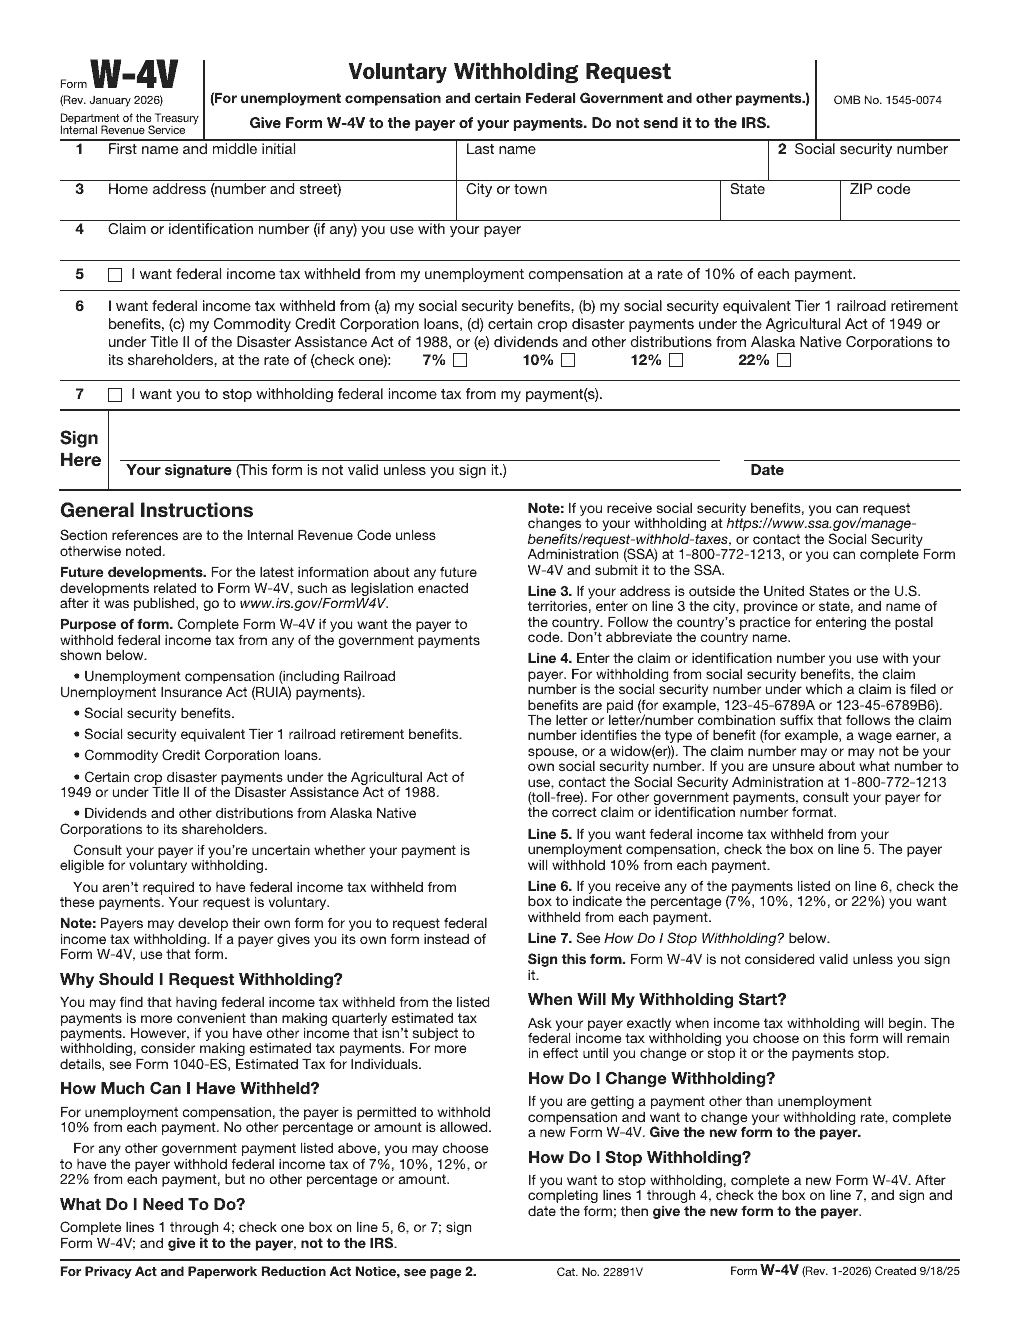 Form W-4V
(Rev. January 2026)
Department of the Treasury
Internal Revenue Service
Voluntary Withholding Request
(For unemployment compensation and certain Federal Government and other payments.)
Give Form W-4V to the payer of your payments. Do not send it to the IRS.
OMB No. 1545-0074
1 First name and middle initial
Last name
2 Social security number
3 Home address (number and street)
City or town
State
ZIP code
4 Claim or identification number (if any) you use with your payer
5 I want federal income tax withheld from my unemployment compensation at a rate of 10% of each payment.
6 I want federal income tax withheld from (a) my social security benefits, (b) my social security equivalent Tier 1 railroad retirement
benefits, (c) my Commodity Credit Corporation loans, (d) certain crop disaster payments under the Agricultural Act of 1949 or
under Title II of the Disaster Assistance Act of 1988, or (e) dividends and other distributions from Alaska Native Corporations to
its shareholders, at the rate of (check one): 7% 10% 12% 22%
7 I want you to stop withholding federal income tax from my payment(s).
Sign
Here
Your signature (This form is not valid unless you sign it.)
Date
General Instructions
Section references are to the Internal Revenue Code unless
otherwise noted.
Future developments. For the latest information about any future
developments related to Form W-4V, such as legislation enacted
after it was published, go to www.irs.gov/FormW4V.
Purpose of form. Complete Form W-4V if you want the payer to
withhold federal income tax from any of the government payments
shown below.
• Unemployment compensation (including Railroad
Unemployment Insurance Act (RUIA) payments).
• Social security benefits.
• Social security equivalent Tier 1 railroad retirement benefits.
• Commodity Credit Corporation loans.
• Certain crop disaster payments under the Agricultural Act of
1949 or under Title II of the Disaster Assistance Act of 1988.
• Dividends and other distributions from Alaska Native
Corporations to its shareholders.
Consult your payer if you're uncertain whether your payment is
eligible for voluntary withholding.
You aren't required to have federal income tax withheld from
these payments. Your request is voluntary.
Note: Payers may develop their own form for you to request federal
income tax withholding. If a payer gives you its own form instead of
Form W-4V, use that form.
Why Should I Request Withholding?
You may find that having federal income tax withheld from the listed
payments is more convenient than making quarterly estimated tax
payments. However, if you have other income that isn't subject to
withholding, consider making estimated tax payments. For more
details, see Form 1040-ES, Estimated Tax for Individuals.
How Much Can I Have Withheld?
For unemployment compensation, the payer is permitted to withhold
10% from each payment. No other percentage or amount is allowed.
For any other government payment listed above, you may choose
to have the payer withhold federal income tax of 7%, 10%, 12%, or
22% from each payment, but no other percentage or amount.
What Do I Need To Do?
Complete lines 1 through 4; check one box on line 5, 6, or 7; sign
Form W-4V; and give it to the payer, not to the IRS.
Note: If you receive social security benefits, you can request
changes to your withholding at https://www.ssa.gov/manage-
benefits/request-withhold-taxes, or contact the Social Security
Administration (SSA) at 1-800-772-1213, or you can complete Form
W-4V and submit it to the SSA.
Line 3. If your address is outside the United States or the U.S.
territories, enter on line 3 the city, province or state, and name of
the country. Follow the country's practice for entering the postal
code. Don't abbreviate the country name.
Line 4. Enter the claim or identification number you use with your
payer. For withholding from social security benefits, the claim
number is the social security number under which a claim is filed or
benefits are paid (for example, 123-45-6789A or 123-45-6789B6).
The letter or letter/number combination suffix that follows the claim
number identifies the type of benefit (for example, a wage earner, a
spouse, or a widow(er)). The claim number may or may not be your
own social security number. If you are unsure about what number to
use, contact the Social Security Administration at 1-800-772-1213
(toll-free). For other government payments, consult your payer for
the correct claim or identification number format.
Line 5. If you want federal income tax withheld from your
unemployment compensation, check the box on line 5. The payer
will withhold 10% from each payment.
Line 6. If you receive any of the payments listed on line 6, check the
box to indicate the percentage (7%, 10%, 12%, or 22%) you want
withheld from each payment.
Line 7. See How Do I Stop Withholding? below.
Sign this form. Form W-4V is not considered valid unless you sign
it.
When Will My Withholding Start?
Ask your payer exactly when income tax withholding will begin. The
federal income tax withholding you choose on this form will remain
in effect until you change or stop it or the payments stop.
How Do I Change Withholding?
If you are getting a payment other than unemployment
compensation and want to change your withholding rate, complete
a new Form W-4V. Give the new form to the payer.
How Do I Stop Withholding?
If you want to stop withholding, complete a new Form W-4V. After
completing lines 1 through 4, check the box on line 7, and sign and
date the form; then give the new form to the payer.
For Privacy Act and Paperwork Reduction Act Notice, see page 2.
Cat. No. 22891V
Form W-4V (Rev. 1-2026) Created 9/18/25